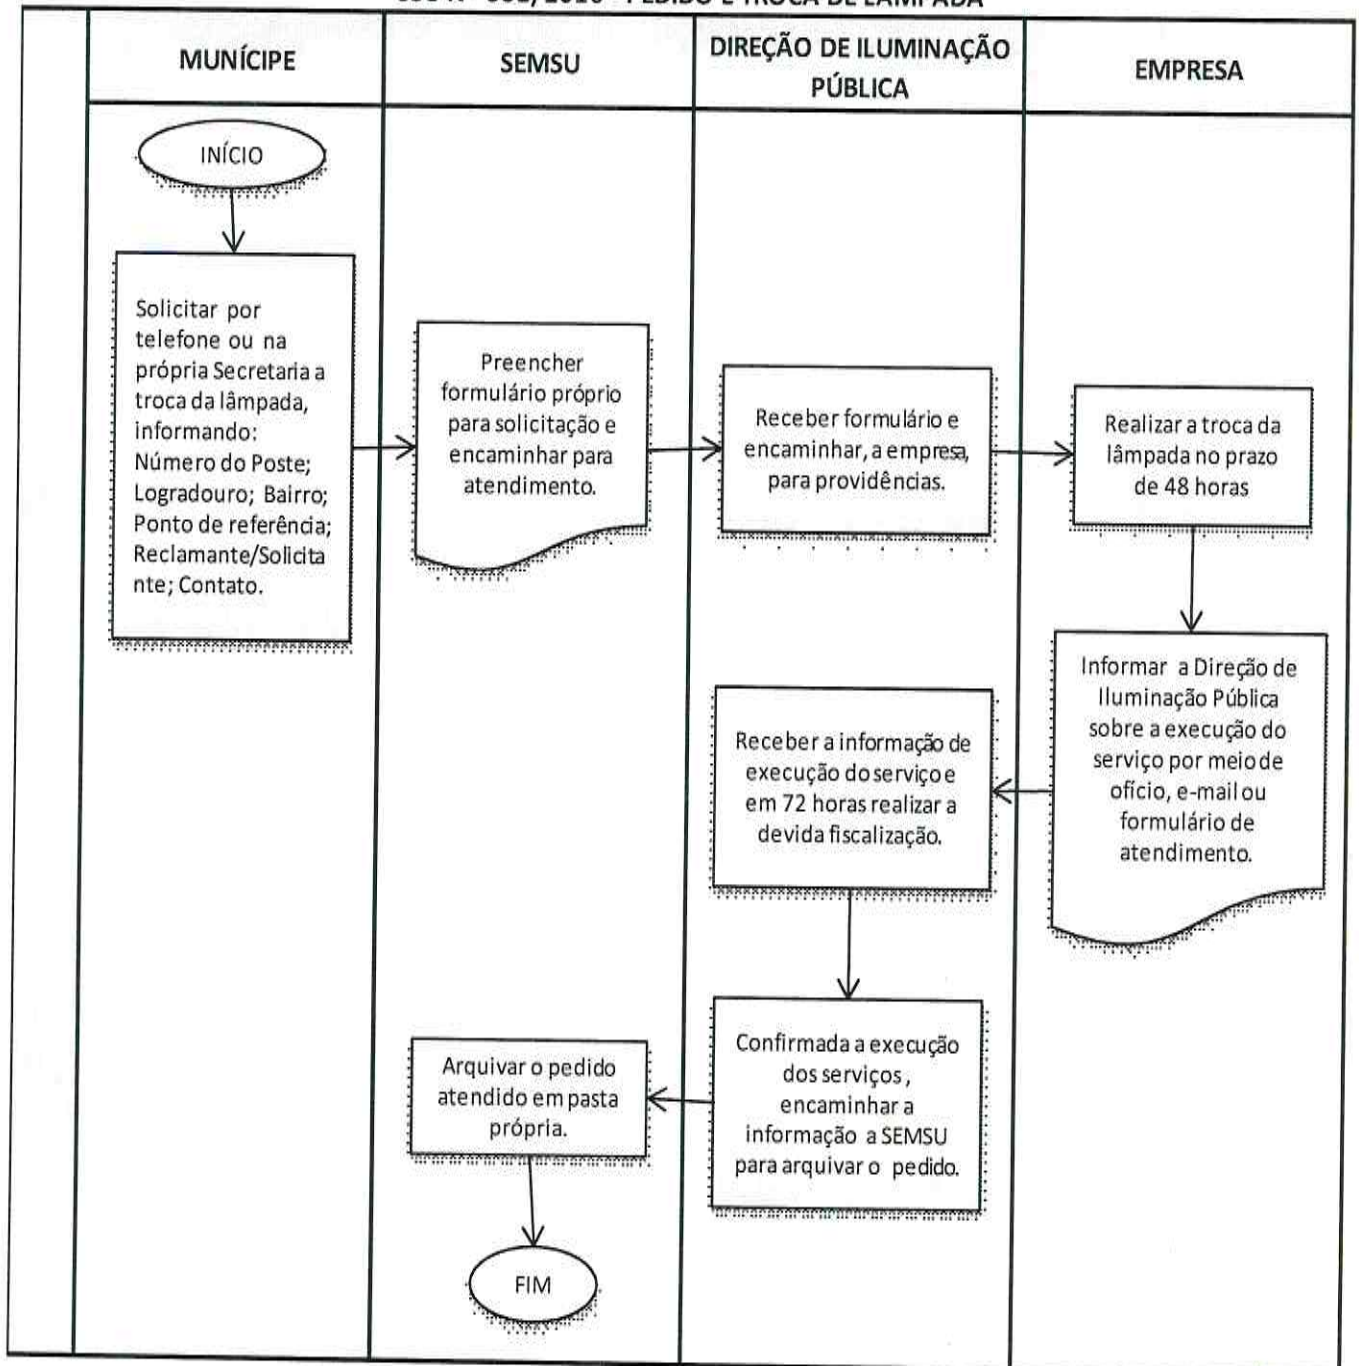 PEDIDO E TROCA DE LÂMPADA
MUNÍCIPE
SEMSU
DIREÇÃO DE ILUMINAÇÃO
PÚBLICA
EMPRESA
INÍCIO
Solicitar por
telefone ou na
própria Secretaria a
troca da lâmpada,
informando:
Número do Poste;
Logradouro; Bairro;
Ponto de referência;
Reclamante/Solicita
nte; Contato.
Preencher
formulário próprio
para solicitação e
encaminhar para
atendimento.
Receber formulário e
encaminhar, a empresa,
para providências.
Realizar a troca da
lâmpada no prazo
de 48 horas
Informar a Direção de
Iluminação Pública
sobre a execução do
serviço por meio de
ofício, e-mail ou
formulário de
atendimento.
Receber a informação de
execução do serviço e
em 72 horas realizar a
devida fiscalização.
Confirmada a execução
dos serviços ,
encaminhar a
informação a SEMSU
para arquivar o pedido.
Arquivar o pedido
atendido em pasta
própria.
FIM